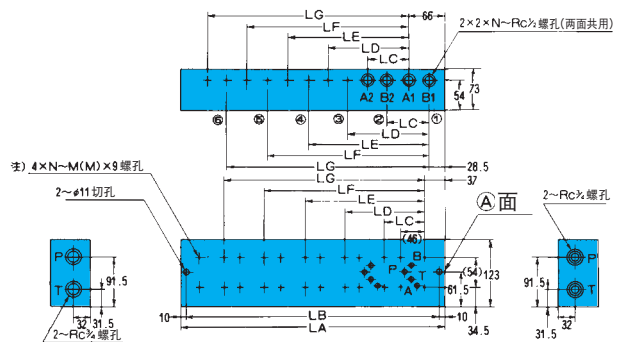 LG
66
LF
LE
LD
LC
2×2×N~Rc½螺孔(两面共用)
A2 B2 A1 B1
54
73
⑥ ⑤ ④ ③ ② ①
LC
LD
LE
LF
LG
28.5
37
注) 4×N~M(M)×9螺孔
2~ø11切孔
LG
LF
LE
LD
LC
(46)
Ⓐ面
2~Rc¾螺孔
P
T
91.5
31.5
32
2~Rc¾螺孔
B
P
T
A
(54)
61.5
123
34.5
10
LB
10
LA
P
T
91.5
31.5
32